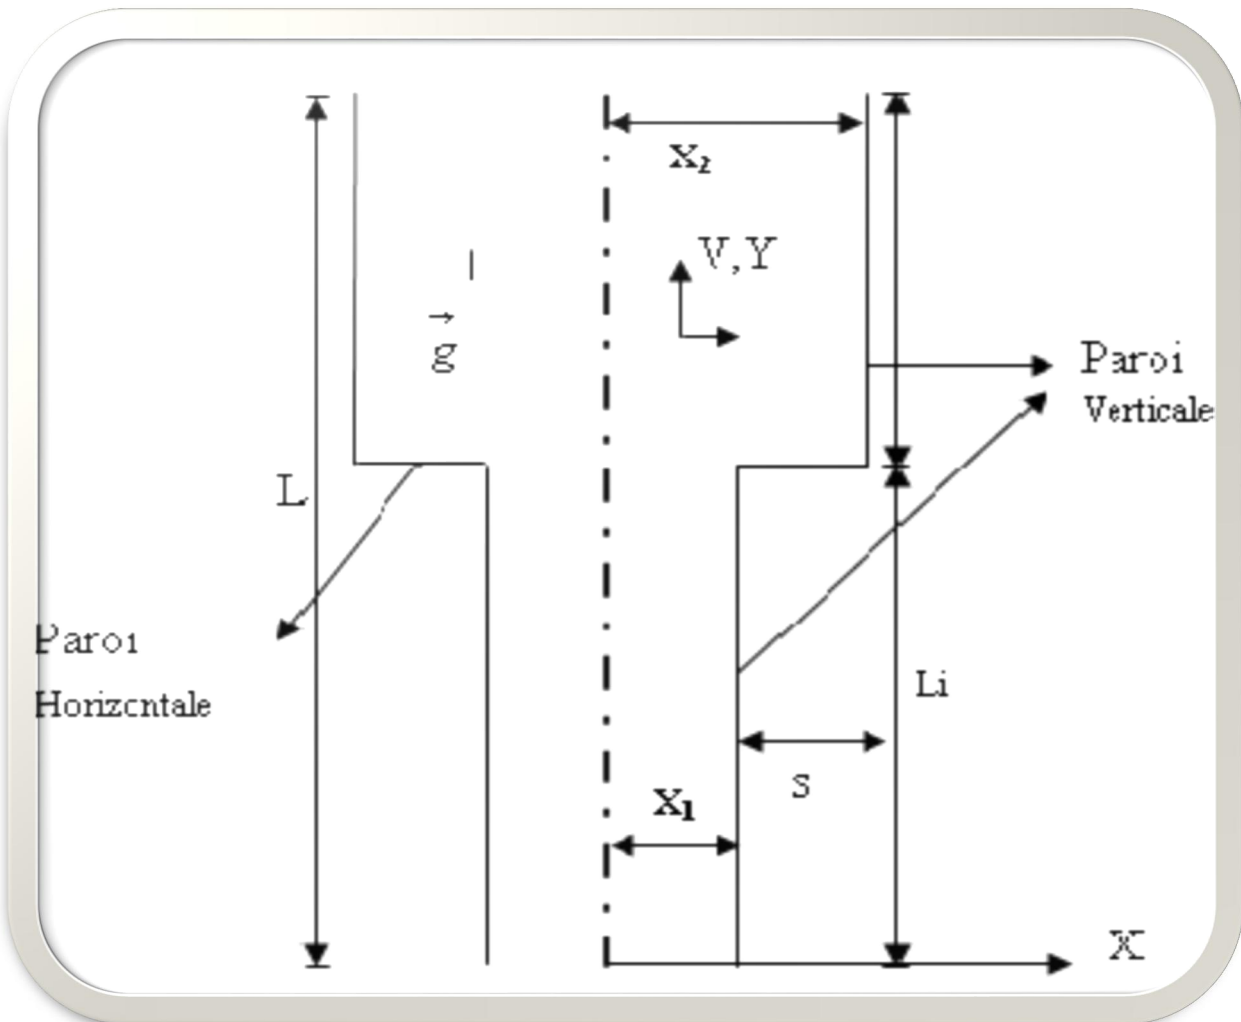 X₂
V,Y
g
Paroi
Verticale
L
Paroi
Horizontale
Li
S
X₁
X